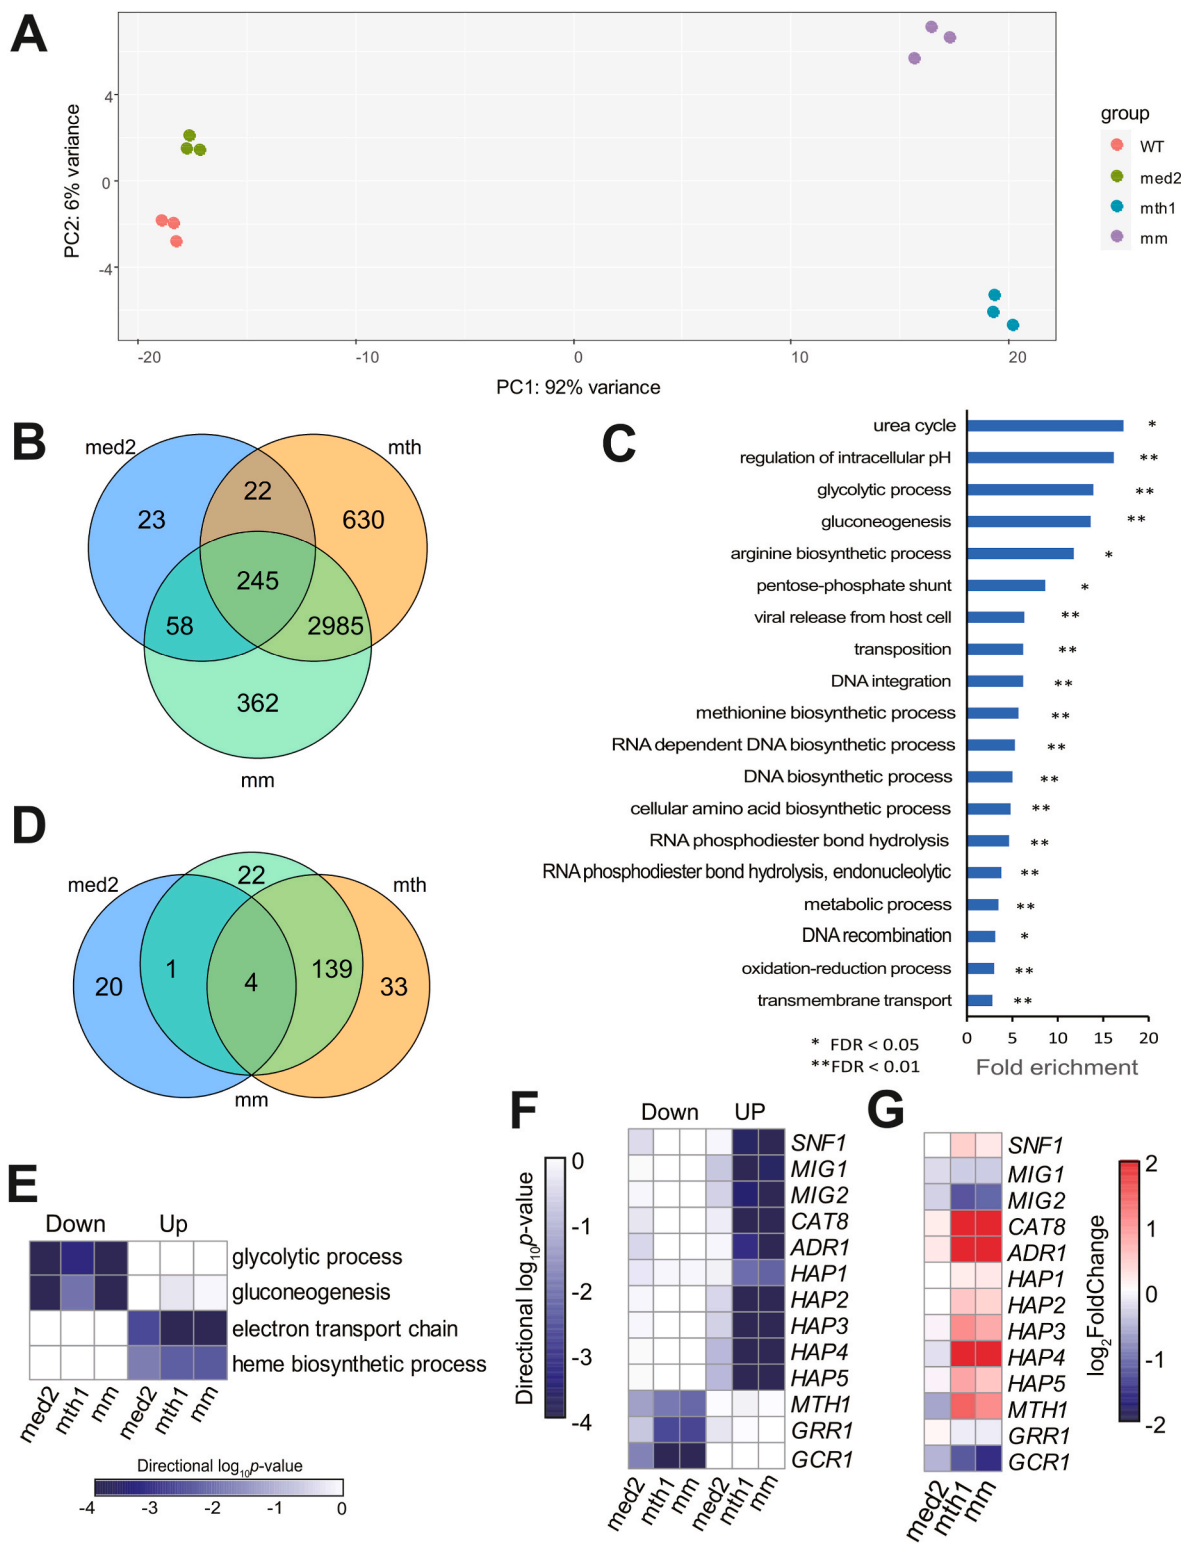 A
PC2: 6% variance
4
0
-4
-20
-10
0
10
20
PC1: 92% variance
group
WT
med2
mth1
mm
B
med2
mth
22
23
630
245
58
2985
362
mm
C
urea cycle *
regulation of intracellular pH **
glycolytic process **
gluconeogenesis **
arginine biosynthetic process *
pentose-phosphate shunt *
viral release from host cell **
transposition **
DNA integration **
methionine biosynthetic process **
RNA dependent DNA biosynthetic process **
DNA biosynthetic process **
cellular amino acid biosynthetic process **
RNA phosphodiester bond hydrolysis **
RNA phosphodiester bond hydrolysis, endonucleolytic **
metabolic process **
DNA recombination *
oxidation-reduction process **
transmembrane transport **
0 5 10 15 20
* FDR < 0.05
**FDR < 0.01
Fold erichment
D
med2
22
mth
20
1
4
139
33
mm
E
Down Up
glycolytic process
gluconeogenesis
electron transport chain
heme biosynthetic process
med2 mth1 mm med2 mth1 mm
Directional log10p-value
-4 -3 -2 -1 0
F
Directional log10p-value
0
-1
-2
-3
-4
Down UP
SNF1
MIG1
MIG2
CAT8
ADR1
HAP1
HAP2
HAP3
HAP4
HAP5
MTH1
GRR1
GCR1
med2 mth1 mm med2 mth1 mm
G
SNF1
MIG1
MIG2
CAT8
ADR1
HAP1
HAP2
HAP3
HAP4
HAP5
MTH1
GRR1
GCR1
med2 mth1 mm
log2FoldChange
2
1
0
-1
-2